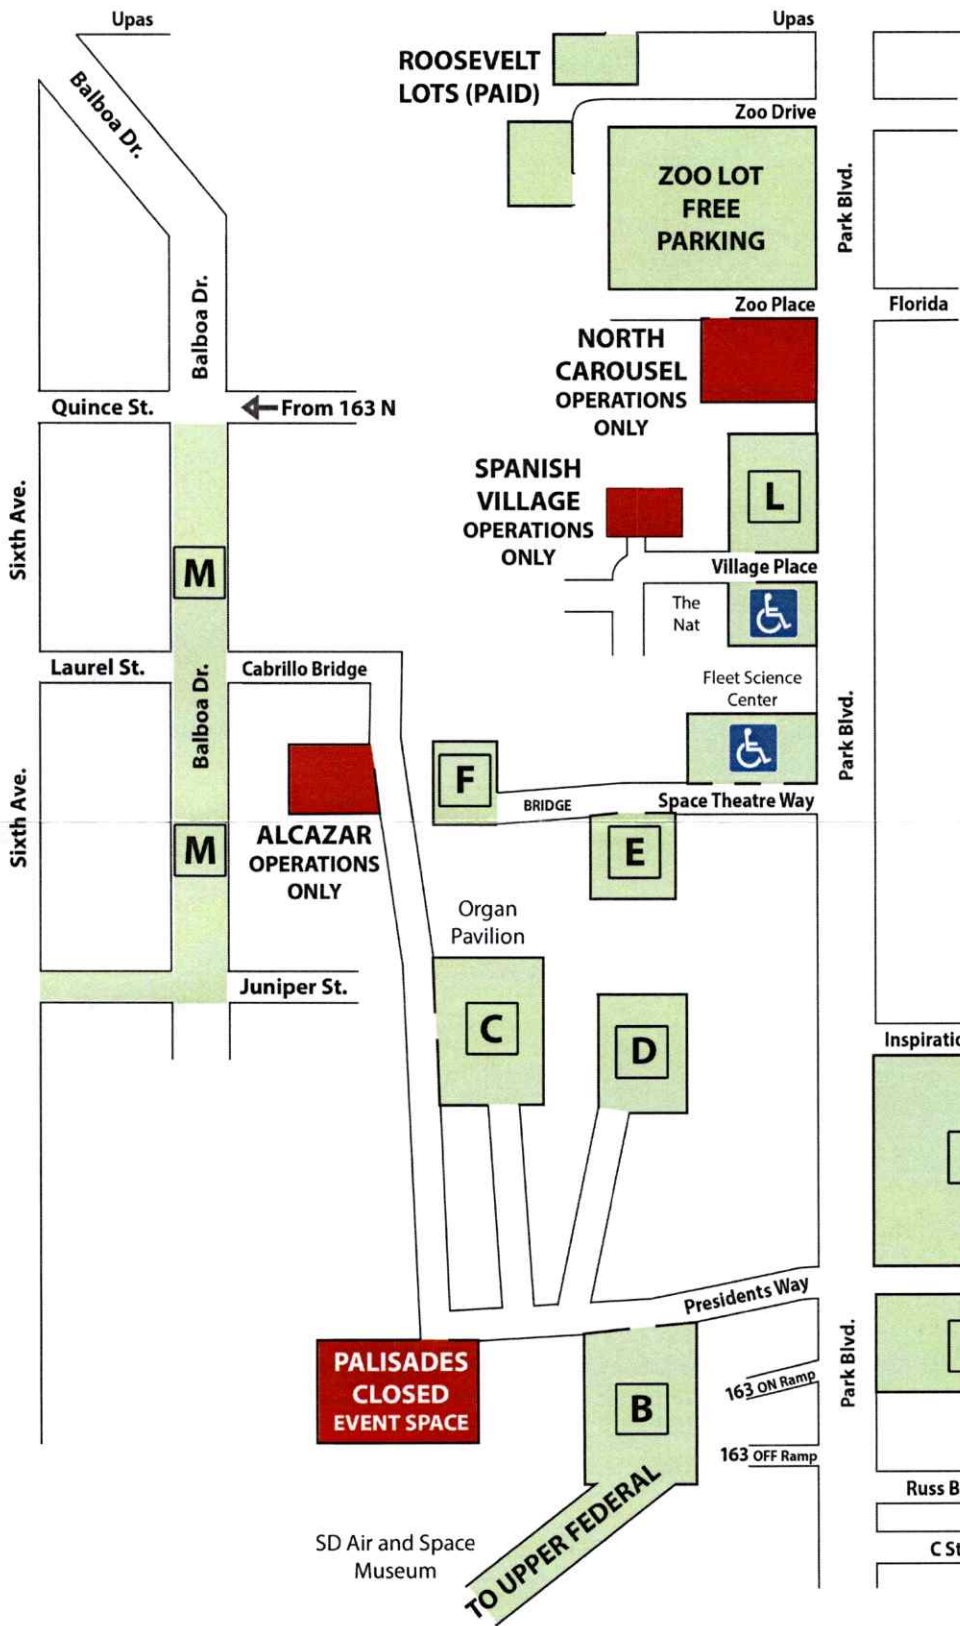 Upas
Upas
Balboa Dr.
ROOSEVELT
LOTS (PAID)
Zoo Drive
ZOO LOT
FREE
PARKING
Park Blvd.
Balboa Dr.
Zoo Place
Florida
NORTH
CAROUSEL
OPERATIONS
ONLY
Quince St.
From 163 N
Sixth Ave.
SPANISH
VILLAGE
OPERATIONS
ONLY
L
M
Village Place
The
Nat
Laurel St.
Cabrillo Bridge
Balboa Dr.
Fleet Science
Center
Park Blvd.
F
BRIDGE
Space Theatre Way
Sixth Ave.
M
ALCAZAR
OPERATIONS
ONLY
E
Organ
Pavilion
Juniper St.
C
D
Inspiratio
Presidents Way
PALISADES
CLOSED
EVENT SPACE
B
Park Blvd.
163 ON Ramp
163 OFF Ramp
TO UPPER FEDERAL
Russ B
SD Air and Space
Museum
C St